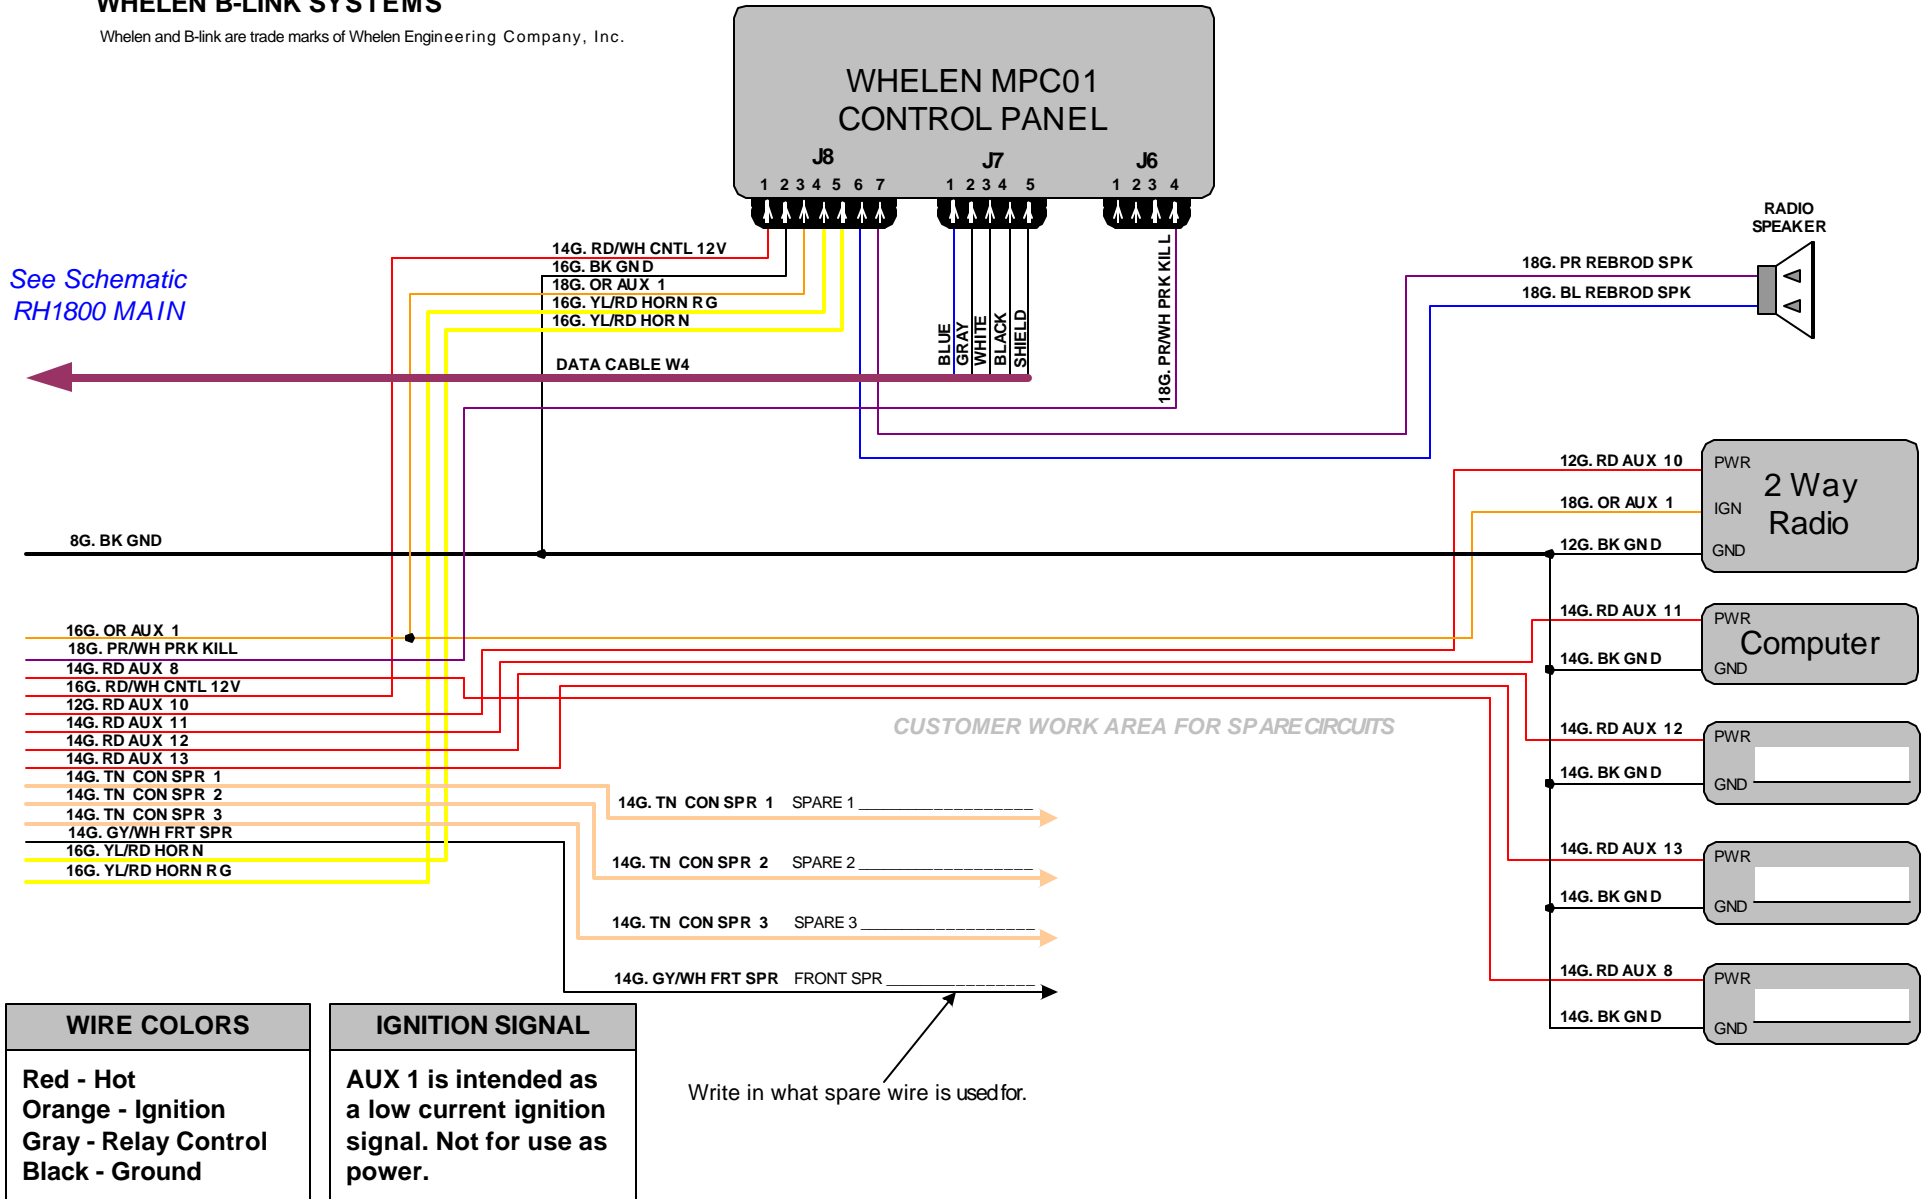 WHELEN B-LINK SYSTEMS
Whelen and B-link are trade marks of Whelen Engineering Company, Inc.
WHELEN MPC01
CONTROL PANEL
J8 J7 J6
1 2 3 4 5 6 7 1 2 3 4 5 1 2 3 4
RADIO
SPEAKER
See Schematic
RH1800 MAIN
14G. RD/WH CNTL 12V
16G. BK GND
18G. OR AUX 1
16G. YL/RD HORN RG
16G. YL/RD HORN
DATA CABLE W4
BLUE
GRAY
WHITE
BLACK
SHIELD
18G. PR/WH PRK KILL
18G. PR REBROD SPK
18G. BL REBROD SPK
12G. RD AUX 10
18G. OR AUX 1
12G. BK GND
PWR
IGN
GND
2 Way
Radio
8G. BK GND
14G. RD AUX 11
14G. BK GND
PWR
Computer
GND
16G. OR AUX 1
18G. PR/WH PRK KILL
14G. RD AUX 8
16G. RD/WH CNTL 12V
12G. RD AUX 10
14G. RD AUX 11
14G. RD AUX 12
14G. RD AUX 13
14G. TN CON SPR 1
14G. TN CON SPR 2
14G. TN CON SPR 3
14G. GY/WH FRT SPR
16G. YL/RD HORN
16G. YL/RD HORN RG
CUSTOMER WORK AREA FOR SPARE CIRCUITS
14G. RD AUX 12
14G. BK GND
PWR
GND
14G. TN CON SPR 1 SPARE 1
14G. TN CON SPR 2 SPARE 2
14G. TN CON SPR 3 SPARE 3
14G. GY/WH FRT SPR FRONT SPR
14G. RD AUX 13
14G. BK GND
PWR
GND
14G. RD AUX 8
14G. BK GND
PWR
GND
Write in what spare wire is used for.
WIRE COLORS
Red - Hot
Orange - Ignition
Gray - Relay Control
Black - Ground
IGNITION SIGNAL
AUX 1 is intended as
a low current ignition
signal. Not for use as
power.